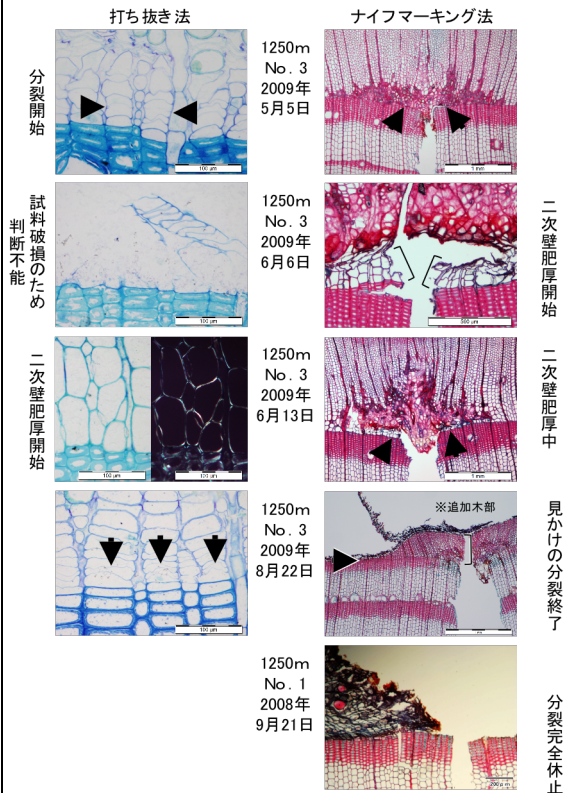 打ち抜き法
ナイフマーキング法
分裂開始
100 μm
1250m
No. 3
2009年
5月5日
1 mm
試料破損のため
判断不能
100 μm
1250m
No. 3
2009年
6月6日
500 μm
二次壁肥厚開始
二次壁肥厚開始
100 μm
100 μm
1250m
No. 3
2009年
6月13日
1 mm
二次壁肥厚中
100 μm
1250m
No. 3
2009年
8月22日
※追加木部
見かけの分裂終了
1250m
No. 1
2008年
9月21日
200 μm
分裂完全休止